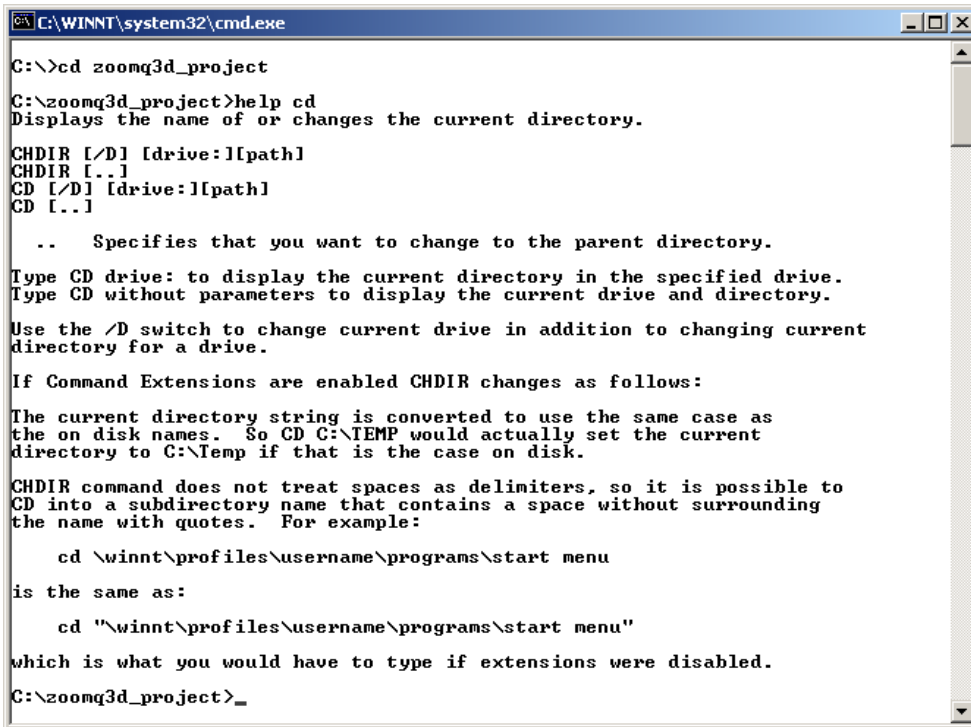 C:\WINNT\system32\cmd.exe
C:\>cd zoomq3d_project
C:\zoomq3d_project>help cd
Displays the name of or changes the current directory.
CHDIR [/D] [drive:][path]
CHDIR [..]
CD [/D] [drive:][path]
CD [..]
..   Specifies that you want to change to the parent directory.
Type CD drive: to display the current directory in the specified drive.
Type CD without parameters to display the current drive and directory.
Use the /D switch to change current drive in addition to changing current
directory for a drive.
If Command Extensions are enabled CHDIR changes as follows:
The current directory string is converted to use the same case as
the on disk names.  So CD C:\TEMP would actually set the current
directory to C:\Temp if that is the case on disk.
CHDIR command does not treat spaces as delimiters, so it is possible to
CD into a subdirectory name that contains a space without surrounding
the name with quotes.  For example:
cd \winnt\profiles\username\programs\start menu
is the same as:
cd "\winnt\profiles\username\programs\start menu"
which is what you would have to type if extensions were disabled.
C:\zoomq3d_project>_